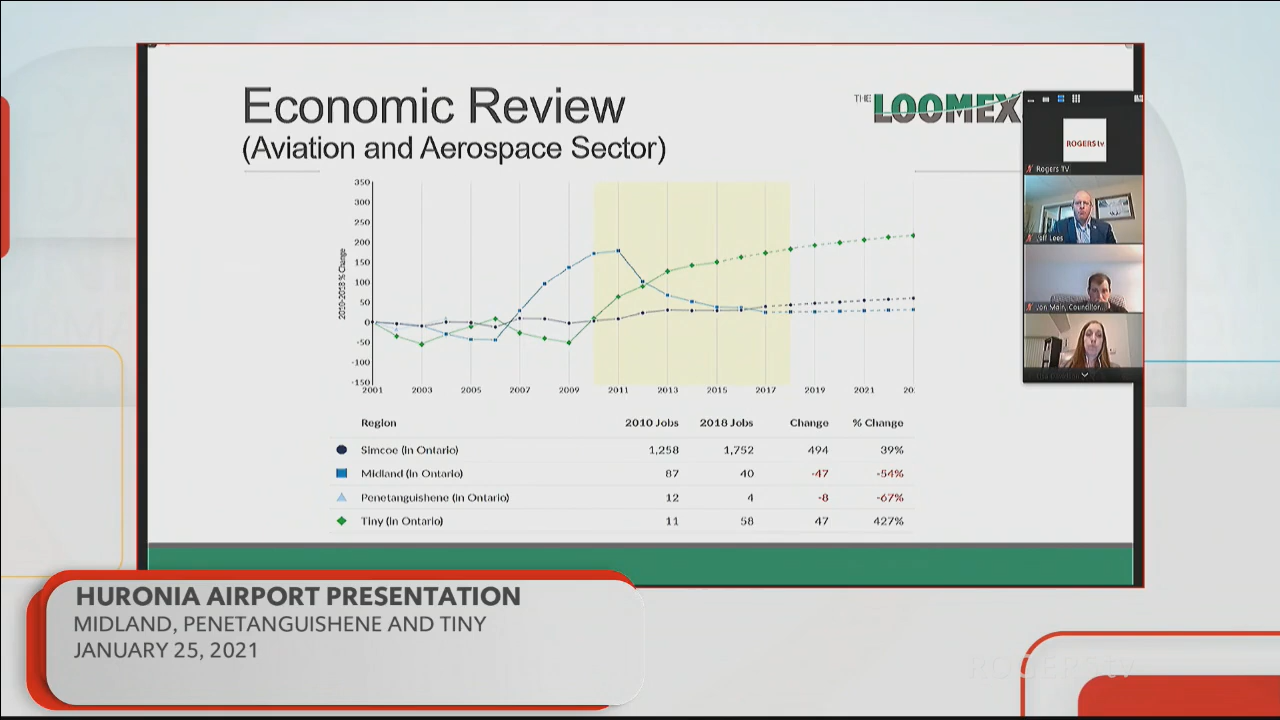 Economic Review
(Aviation and Aerospace Sector)
THE LOOMEX
ROGERS tv
Rogers TV
Jeff Lees
Jon Main, Councillor...
350
300
250
200
150
100
50
0
-50
-100
-150
2010-2018 % Change
2001 2003 2005 2007 2009 2011 2013 2015 2017 2019 2021 20
Region 2010 Jobs 2018 Jobs Change % Change
Simcoe (in Ontario) 1,258 1,752 494 39%
Midland (in Ontario) 87 40 -47 -54%
Penetanguishene (in Ontario) 12 4 -8 -67%
Tiny (in Ontario) 11 58 47 427%
HURONIA AIRPORT PRESENTATION
MIDLAND, PENETANGUISHENE AND TINY
JANUARY 25, 2021
ROGERS tv